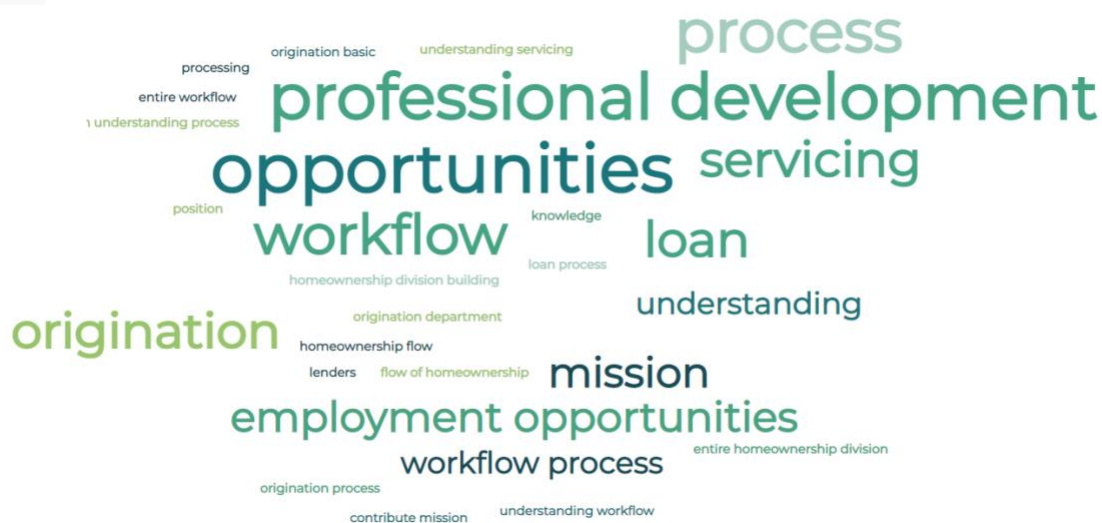 process
origination basic understanding servicing
processing
professional development
entire workflow
understanding process
opportunities servicing
position
knowledge
workflow loan
loan process
homeownership division building
understanding
origination department
origination
homeownership flow
lenders flow of homeownership mission
employment opportunities
entire homeownership division
workflow process
origination process
understanding workflow
contribute mission